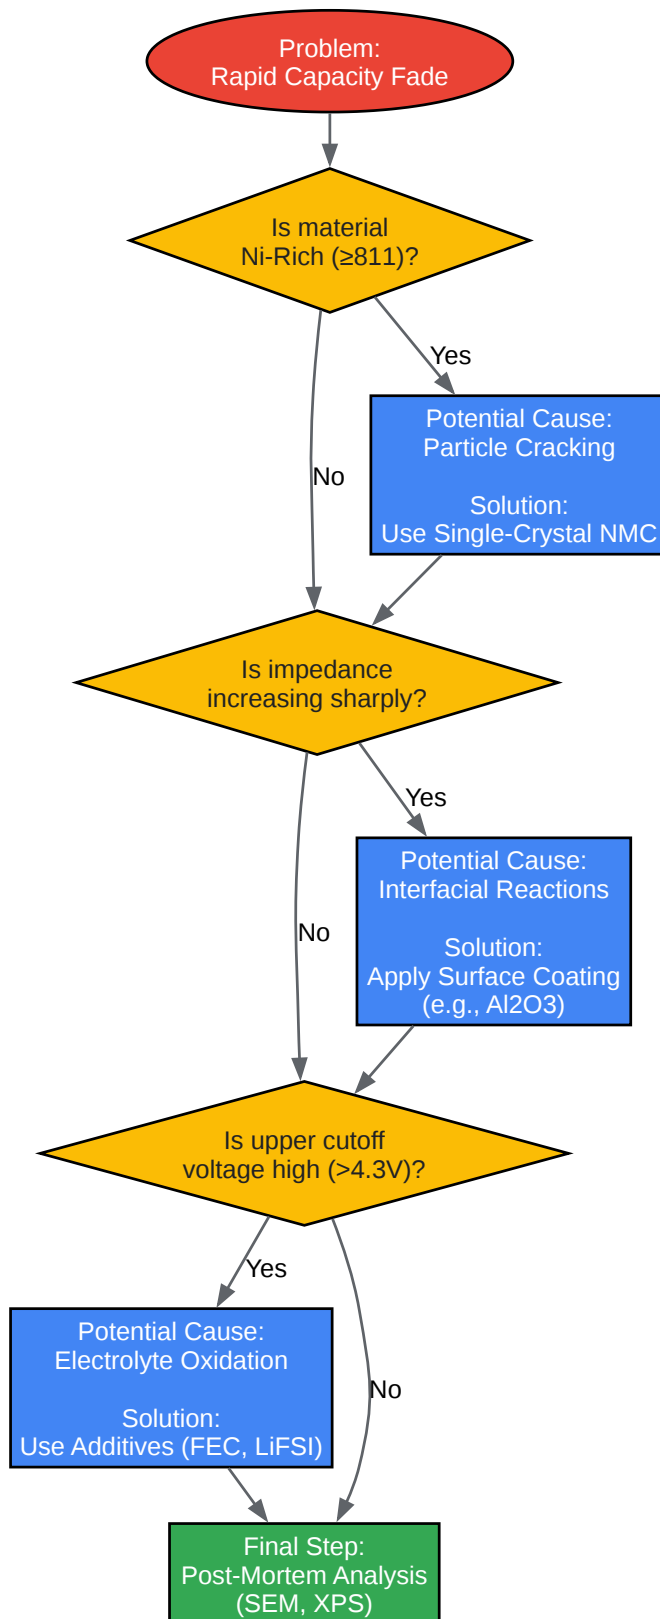 Problem:
Rapid Capacity Fade
Is material
Ni-Rich (≥811)?
Yes
Potential Cause:
Particle Cracking
Solution:
Use Single-Crystal NMC
No
Is impedance
increasing sharply?
Yes
Potential Cause:
Interfacial Reactions
Solution:
Apply Surface Coating
(e.g., Al2O3)
No
Is upper cutoff
voltage high (>4.3V)?
Yes
Potential Cause:
Electrolyte Oxidation
Solution:
Use Additives (FEC, LiFSI)
No
Final Step:
Post-Mortem Analysis
(SEM, XPS)